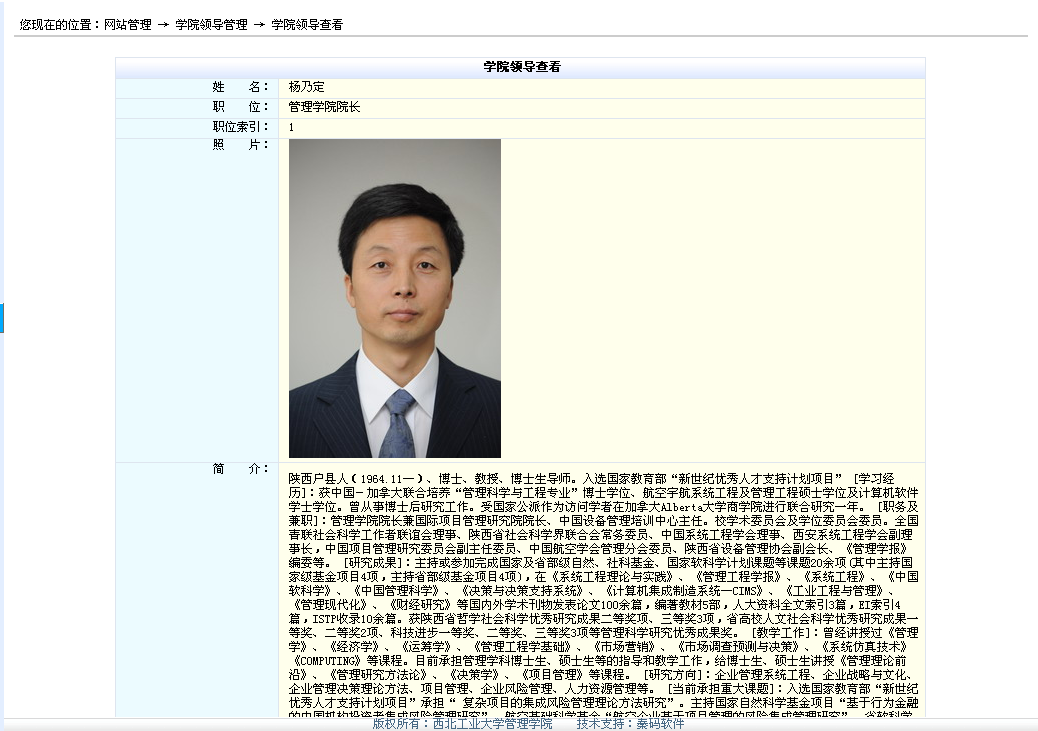 您现在的位置：网站管理 → 学院领导管理 → 学院领导查看
学院领导查看
姓 名： 杨乃定
职 位： 管理学院院长
职位索引： 1
照 片：
简 介：
陕西户县人(1964.11—)、博士、教授、博士生导师。入选国家教育部“新世纪优秀人才支持计划项目” [学习经
历]：获中国－加拿大联合培养“管理科学与工程专业”博士学位、航空宇航系统工程及管理工程硕士学位及计算机软件
学士学位。曾从事博士后研究工作。受国家公派作为访问学者在加拿大Alberta大学商学院进行联合研究一年。 [职务及
兼职]：管理学院院长兼国际项目管理研究院院长、中国设备管理培训中心主任。校学术委员会及学位委员会委员。全国
青联社会科学工作者联谊会理事、陕西省社会科学界联合会常务委员、中国系统工程学会理事、西安系统工程学会副理
事长，中国项目管理研究委员会副主任委员、中国航空学会管理分会委员、陕西省设备管理协会副会长、《管理学报》
编委等。 [研究成果]：主持或参加完成国家及省部级自然、社科基金、国家软科学计划课题等课题20余项(其中主持国
家级基金项目4项，主持省部级基金项目4项)，在《系统工程理论与实践》、《管理工程学报》、《系统工程》、《中国
软科学》、《中国管理科学》、《决策与决策支持系统》、《计算机集成制造系统—CIMS》、《工业工程与管理》、
《管理现代化》、《财经研究》等国内外学术刊物发表论文100余篇，编著教材5部，人大资料全文索引3篇，EI索引4
篇，ISTP收录10余篇。获陕西省哲学社会科学优秀研究成果二等奖项、三等奖3项，省高校人文社会科学优秀研究成果一
等奖、二等奖2项、科技进步一等奖、二等奖、三等奖3项等管理科学研究优秀成果奖。 [教学工作]：曾经讲授过《管理
学》、《经济学》、《运筹学》、《管理工程学基础》、《市场营销》、《市场调查预测与决策》、《系统仿真技术》
《COMPUTING》等课程。目前承担管理学科博士生、硕士生等的指导和教学工作，给博士生、硕士生讲授《管理理论前
沿》、《管理研究方法论》、《决策学》、《项目管理》等课程。 [研究方向]：企业管理系统工程、企业战略与文化、
企业管理决策理论方法、项目管理、企业风险管理、人力资源管理等。 [当前承担重大课题]：入选国家教育部“新世纪
优秀人才支持计划项目”承担“ 复杂项目的集成风险管理理论方法研究”。主持国家自然科学基金项目“基于行为金融
的中国机构投资者集成风险管理研究”、航空基础科学基金“航空企业基于项目管理的风险集成管理研究”、省软科学
版权所有：西北工业大学管理学院 技术支持：秦码软件